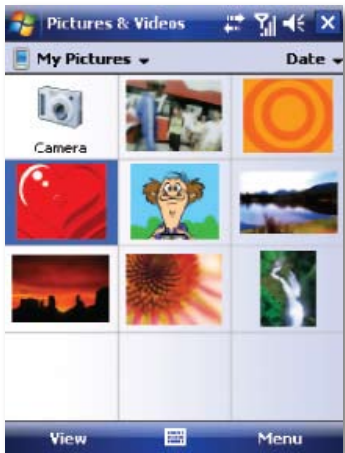 Pictures & Videos
My Pictures
Date
Camera
View
Menu